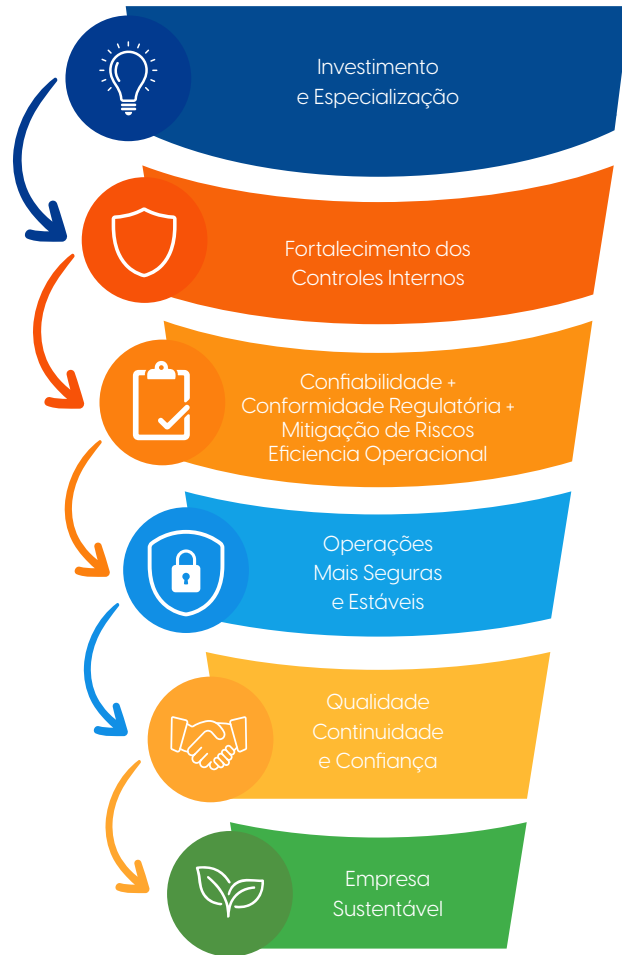 Investimento
e Especialização
Fortalecimento dos
Controles Internos
Confiabilidade +
Conformidade Regulatória +
Mitigação de Riscos
Eficiencia Operacional
Operações
Mais Seguras
e Estáveis
Qualidade
Continuidade
e Confiança
Empresa
Sustentável